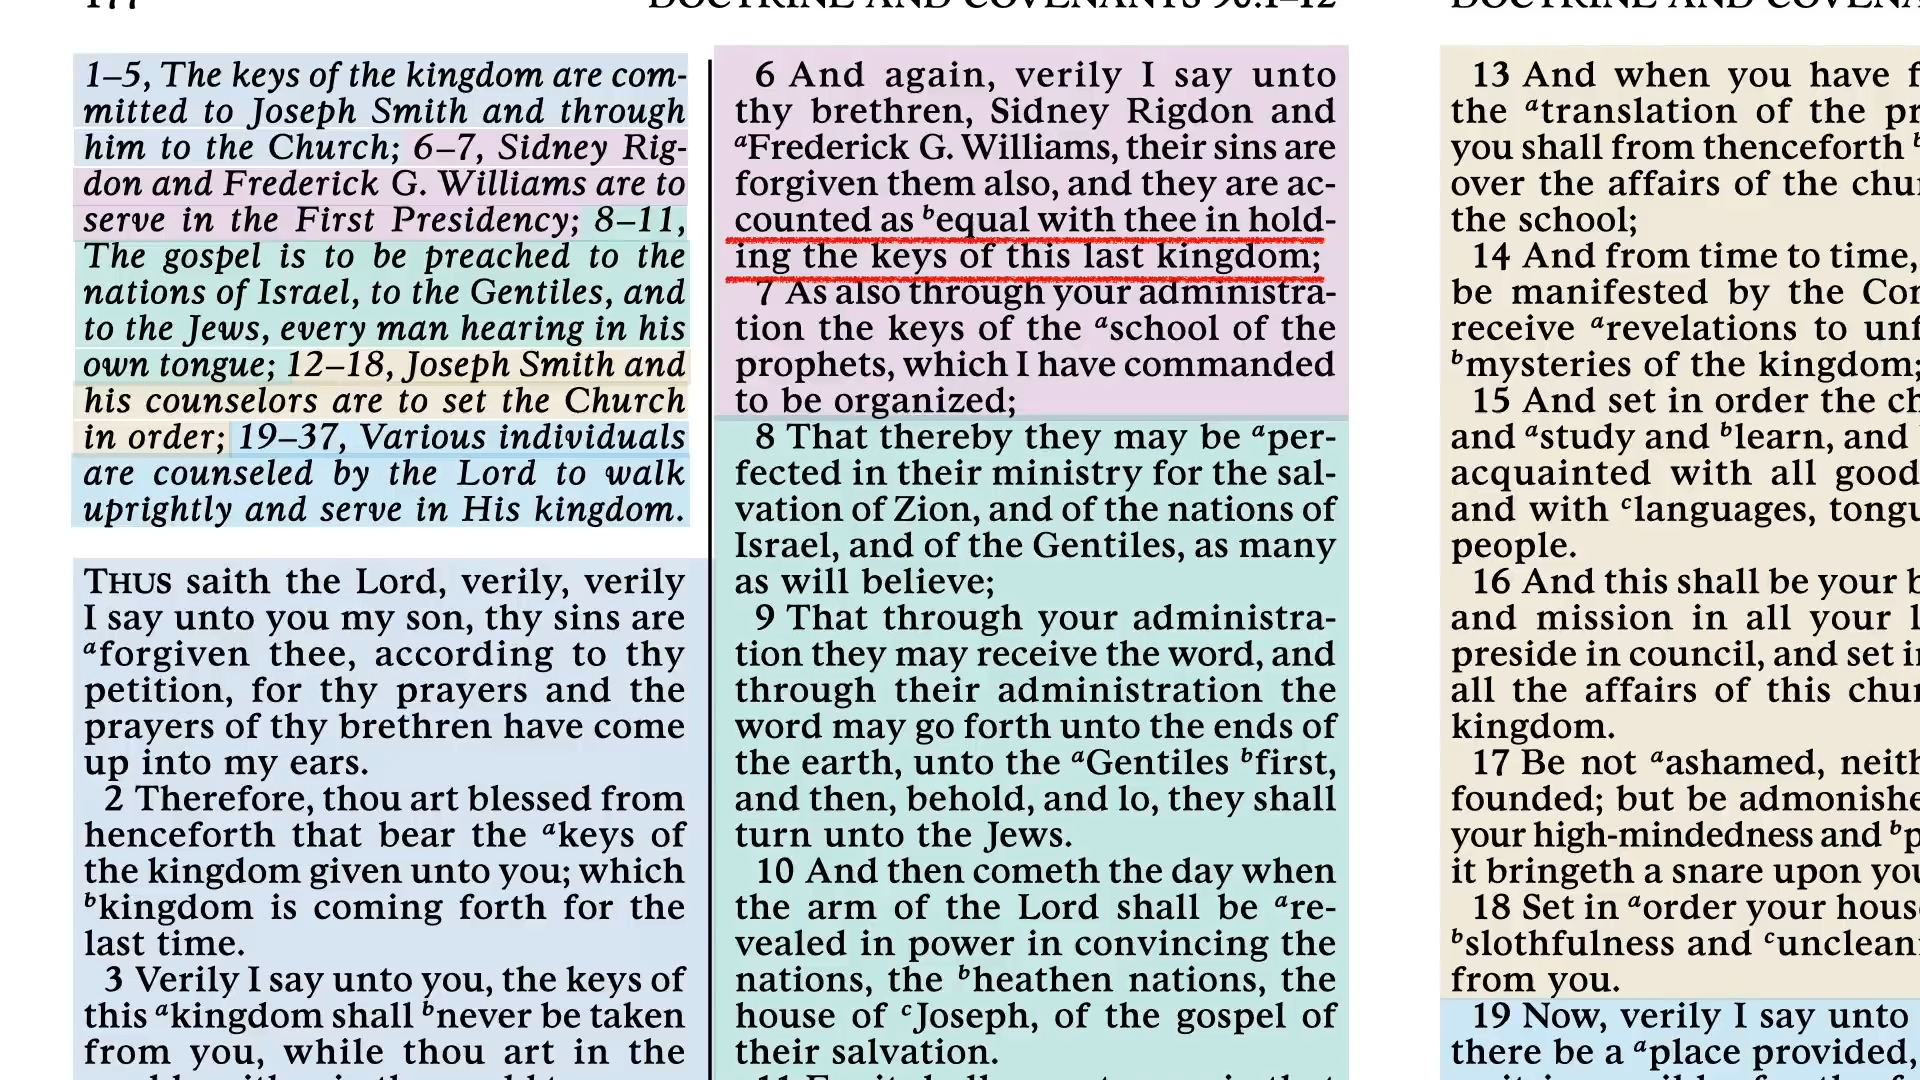 177
DOCTRINE AND COVENANTS 90:1–12
1–5, The keys of the kingdom are com-
mitted to Joseph Smith and through
him to the Church; 6–7, Sidney Rig-
don and Frederick G. Williams are to
serve in the First Presidency; 8–11,
The gospel is to be preached to the
nations of Israel, to the Gentiles, and
to the Jews, every man hearing in his
own tongue; 12–18, Joseph Smith and
his counselors are to set the Church
in order; 19–37, Various individuals
are counseled by the Lord to walk
uprightly and serve in His kingdom.
THUS saith the Lord, verily, verily
I say unto you my son, thy sins are
aforgiven thee, according to thy
petition, for thy prayers and the
prayers of thy brethren have come
up into my ears.
2 Therefore, thou art blessed from
henceforth that bear the akeys of
the kingdom given unto you; which
bkingdom is coming forth for the
last time.
3 Verily I say unto you, the keys of
this akingdom shall bnever be taken
from you, while thou art in the
6 And again, verily I say unto
thy brethren, Sidney Rigdon and
aFrederick G. Williams, their sins are
forgiven them also, and they are ac-
counted as bequal with thee in hold-
ing the keys of this last kingdom;
7 As also through your administra-
tion the keys of the aschool of the
prophets, which I have commanded
to be organized;
8 That thereby they may be aper-
fected in their ministry for the sal-
vation of Zion, and of the nations of
Israel, and of the Gentiles, as many
as will believe;
9 That through your administra-
tion they may receive the word, and
through their administration the
word may go forth unto the ends of
the earth, unto the aGentiles bfirst,
and then, behold, and lo, they shall
turn unto the Jews.
10 And then cometh the day when
the arm of the Lord shall be are-
vealed in power in convincing the
nations, the bheathen nations, the
house of cJoseph, of the gospel of
their salvation.
DOCTRINE AND
13 And when you have
the atranslation of the
you shall from thenceforth
over the affairs of the
the school;
14 And from time to time,
be manifested by the
receive arevelations to
bmysteries of the kingdom;
15 And set in order the
and astudy and blearn, and
acquainted with all good
and with clanguages,
people.
16 And this shall be your
and mission in all your
preside in council, and set
all the affairs of this
kingdom.
17 Be not aashamed,
founded; but be
your high-mindedness and
it bringeth a snare upon
18 Set in aorder your
bslothfulness and
from you.
19 Now, verily I say unto
there be a aplace provided,